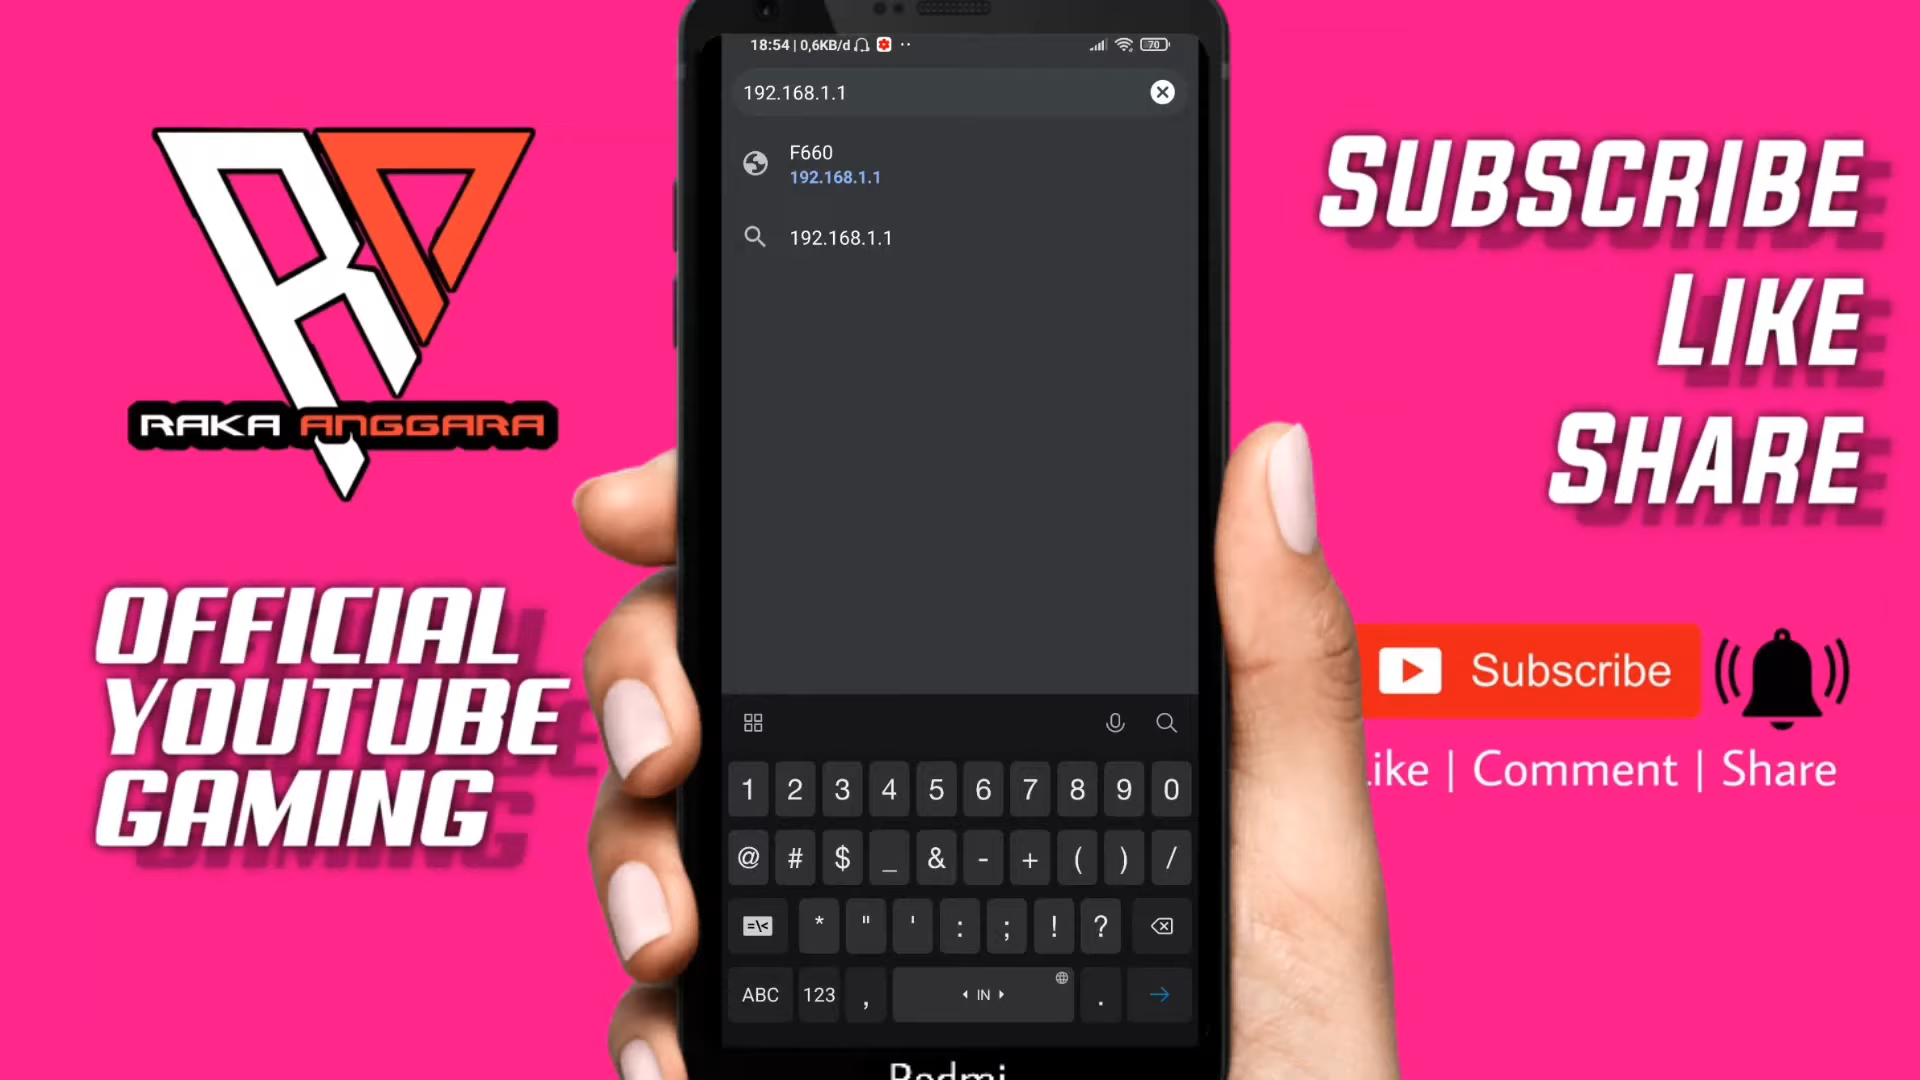 18:54 | 0,6KB/d
70
192.168.1.1
F660
192.168.1.1
192.168.1.1
RAKA ANGGARA
OFFICIAL
YOUTUBE
GAMING
SUBSCRIBE
LIKE
SHARE
Subscribe
ike | Comment | Share
1 2 3 4 5 6 7 8 9 0
@ # $ _ & - + ( ) /
=\< * " ' : ; ! ?
ABC 123 , IN .
Redmi